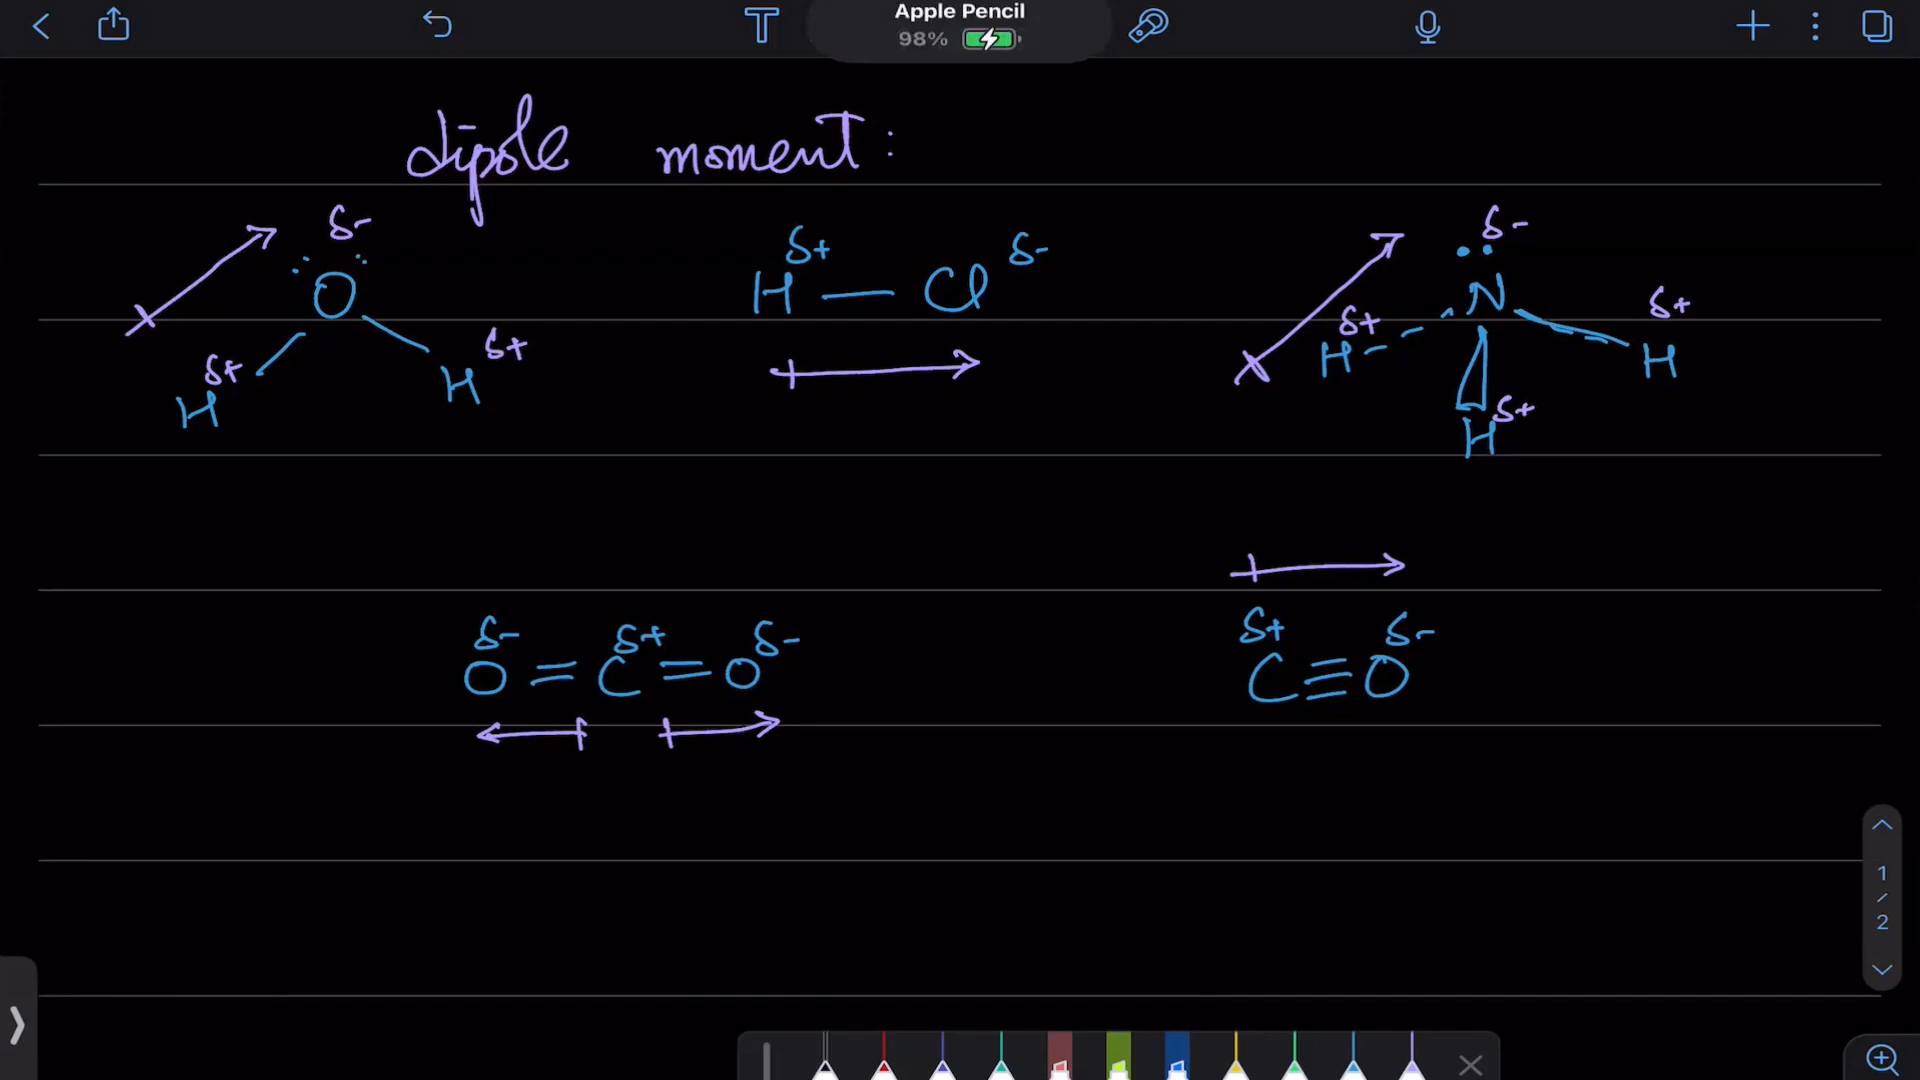 Apple Pencil
98%
dipole moment:
δ- δ+ δ- δ-
O H — Cl N
δ+ δ+ δ+ δ+
H H H H
δ+
H
δ- δ+ δ- δ+ δ-
O = C = O C ≡ O
1
/
2